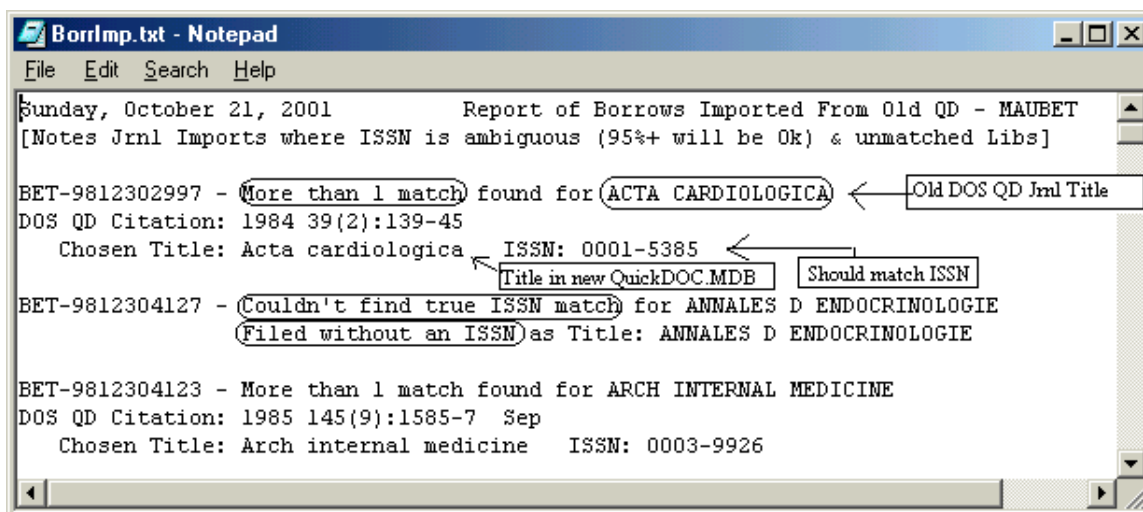 BorrImp.txt - Notepad
File Edit Search Help
Sunday, October 21, 2001 Report of Borrows Imported From Old QD - MAUBET
[Notes Jrnl Imports where ISSN is ambiguous (95%+ will be Ok) & unmatched Libs]
BET-9812302997 - More than 1 match found for ACTA CARDIOLOGICA
Old DOS QD Jrnl Title
DOS QD Citation: 1984 39(2):139-45
Chosen Title: Acta cardiologica ISSN: 0001-5385
Title in new QuickDOC.MDB
Should match ISSN
BET-9812304127 - Couldn't find true ISSN match for ANNALES D ENDOCRINOLOGIE
Filed without an ISSN as Title: ANNALES D ENDOCRINOLOGIE
BET-9812304123 - More than 1 match found for ARCH INTERNAL MEDICINE
DOS QD Citation: 1985 145(9):1585-7 Sep
Chosen Title: Arch internal medicine ISSN: 0003-9926